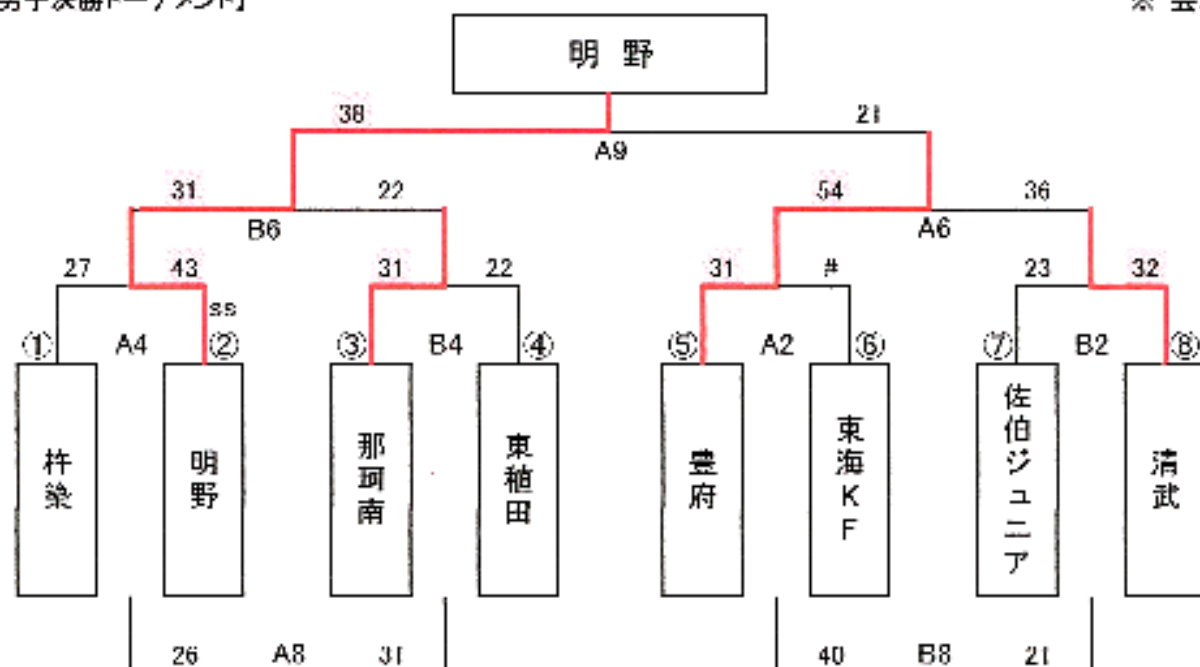 明野
38 21
A9
31 22 54 36
B6 A6
27 43 31 22 31 # 23 32
ss
① A4 ② ③ B4 ④ ⑤ A2 ⑥ ⑦ B2 ⑧
杵築
明野
那珂南
東稙田
豊府
東海KF
佐伯ジュニア
清武
26 A8 31 40 B8 21